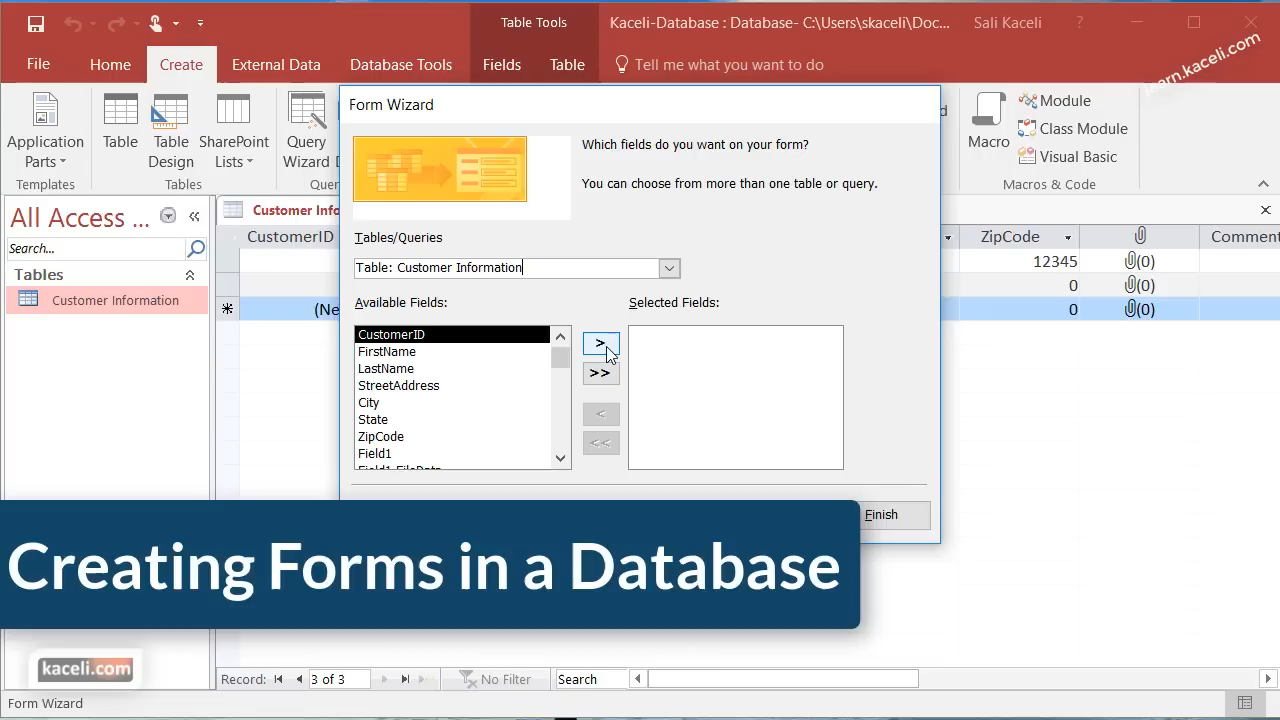 Table Tools
Kaceli-Database : Database- C:\Users\skaceli\Doc...
Sali Kaceli
?
File
Home
Create
External Data
Database Tools
Fields
Table
Tell me what you want to do
learn.kaceli.com
Application
Parts
Templates
Table
Table
Design
SharePoint
Lists
Tables
Query
Wizard
Macro
Module
Class Module
Visual Basic
Macros & Code
All Access ...
Search...
Tables
Customer Information
Customer Info
CustomerID
ZipCode
Comment
12345
(0)
0
(0)
(Ne
0
(0)
Form Wizard
Which fields do you want on your form?
You can choose from more than one table or query.
Tables/Queries
Table: Customer Information
Available Fields:
Selected Fields:
CustomerID
FirstName
LastName
StreetAddress
City
State
ZipCode
Field1
>
>>
<
<<
Finish
Creating Forms in a Database
kaceli.com
Record:
3 of 3
No Filter
Search
Form Wizard